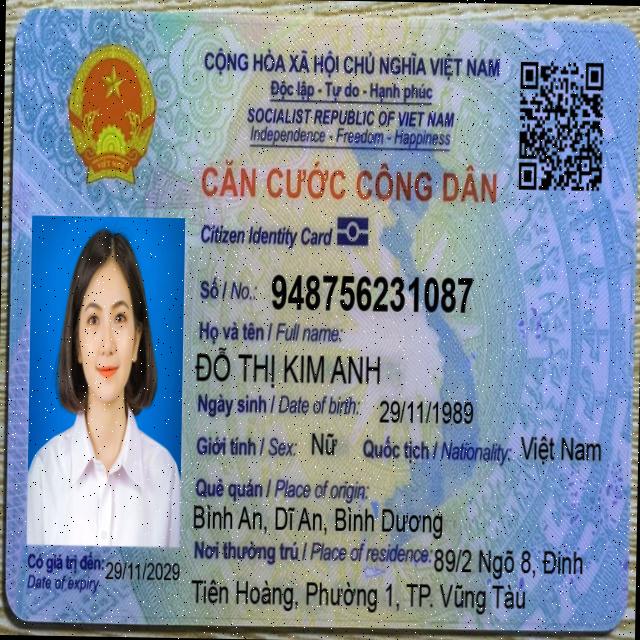 CỘNG HÒA XÃ HỘI CHỦ NGHĨA VIỆT NAM
Độc lập - Tự do - Hạnh phúc
SOCIALIST REPUBLIC OF VIET NAM
Independence - Freedom - Happiness
CĂN CƯỚC CÔNG DÂN
Citizen Identity Card
Số / No.: 948756231087
Họ và tên / Full name:
ĐỖ THỊ KIM ANH
Ngày sinh / Date of birth: 29/11/1989
Giới tính / Sex: Nữ Quốc tịch / Nationality: Việt Nam
Quê quán / Place of origin:
Bình An, Dĩ An, Bình Dương
Nơi thường trú / Place of residence: 89/2 Ngõ 8, Đinh
Tiên Hoàng, Phường 1, TP. Vũng Tàu
Có giá trị đến: 29/11/2029
Date of expiry